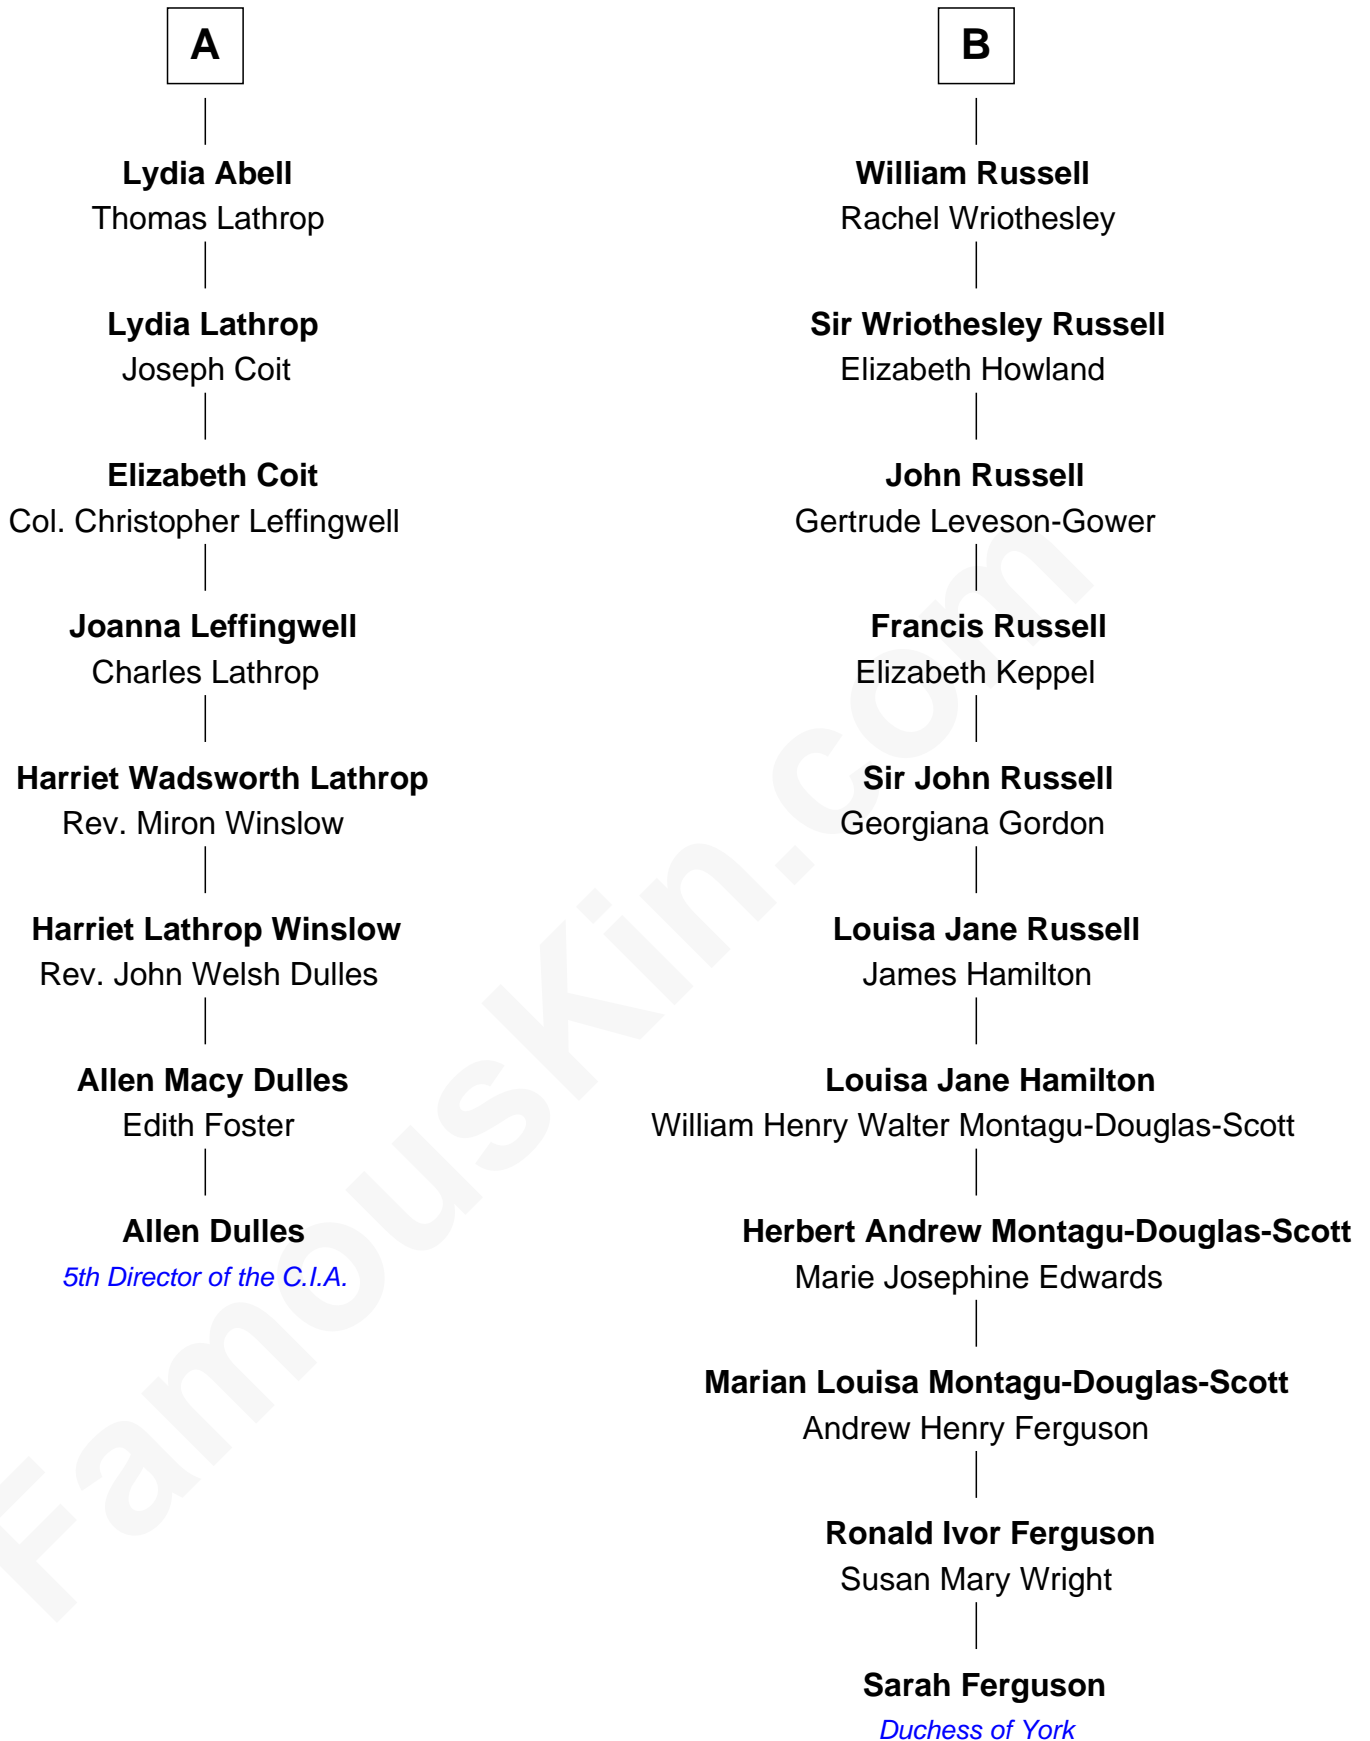 A
Lydia Abell
Thomas Lathrop
Lydia Lathrop
Joseph Coit
Elizabeth Coit
Col. Christopher Leffingwell
Joanna Leffingwell
Charles Lathrop
Harriet Wadsworth Lathrop
Rev. Miron Winslow
Harriet Lathrop Winslow
Rev. John Welsh Dulles
Allen Macy Dulles
Edith Foster
Allen Dulles
5th Director of the C.I.A.
B
William Russell
Rachel Wriothesley
Sir Wriothesley Russell
Elizabeth Howland
John Russell
Gertrude Leveson-Gower
Francis Russell
Elizabeth Keppel
Sir John Russell
Georgiana Gordon
Louisa Jane Russell
James Hamilton
Louisa Jane Hamilton
William Henry Walter Montagu-Douglas-Scott
Herbert Andrew Montagu-Douglas-Scott
Marie Josephine Edwards
Marian Louisa Montagu-Douglas-Scott
Andrew Henry Ferguson
Ronald Ivor Ferguson
Susan Mary Wright
Sarah Ferguson
Duchess of York
FamousKin.com